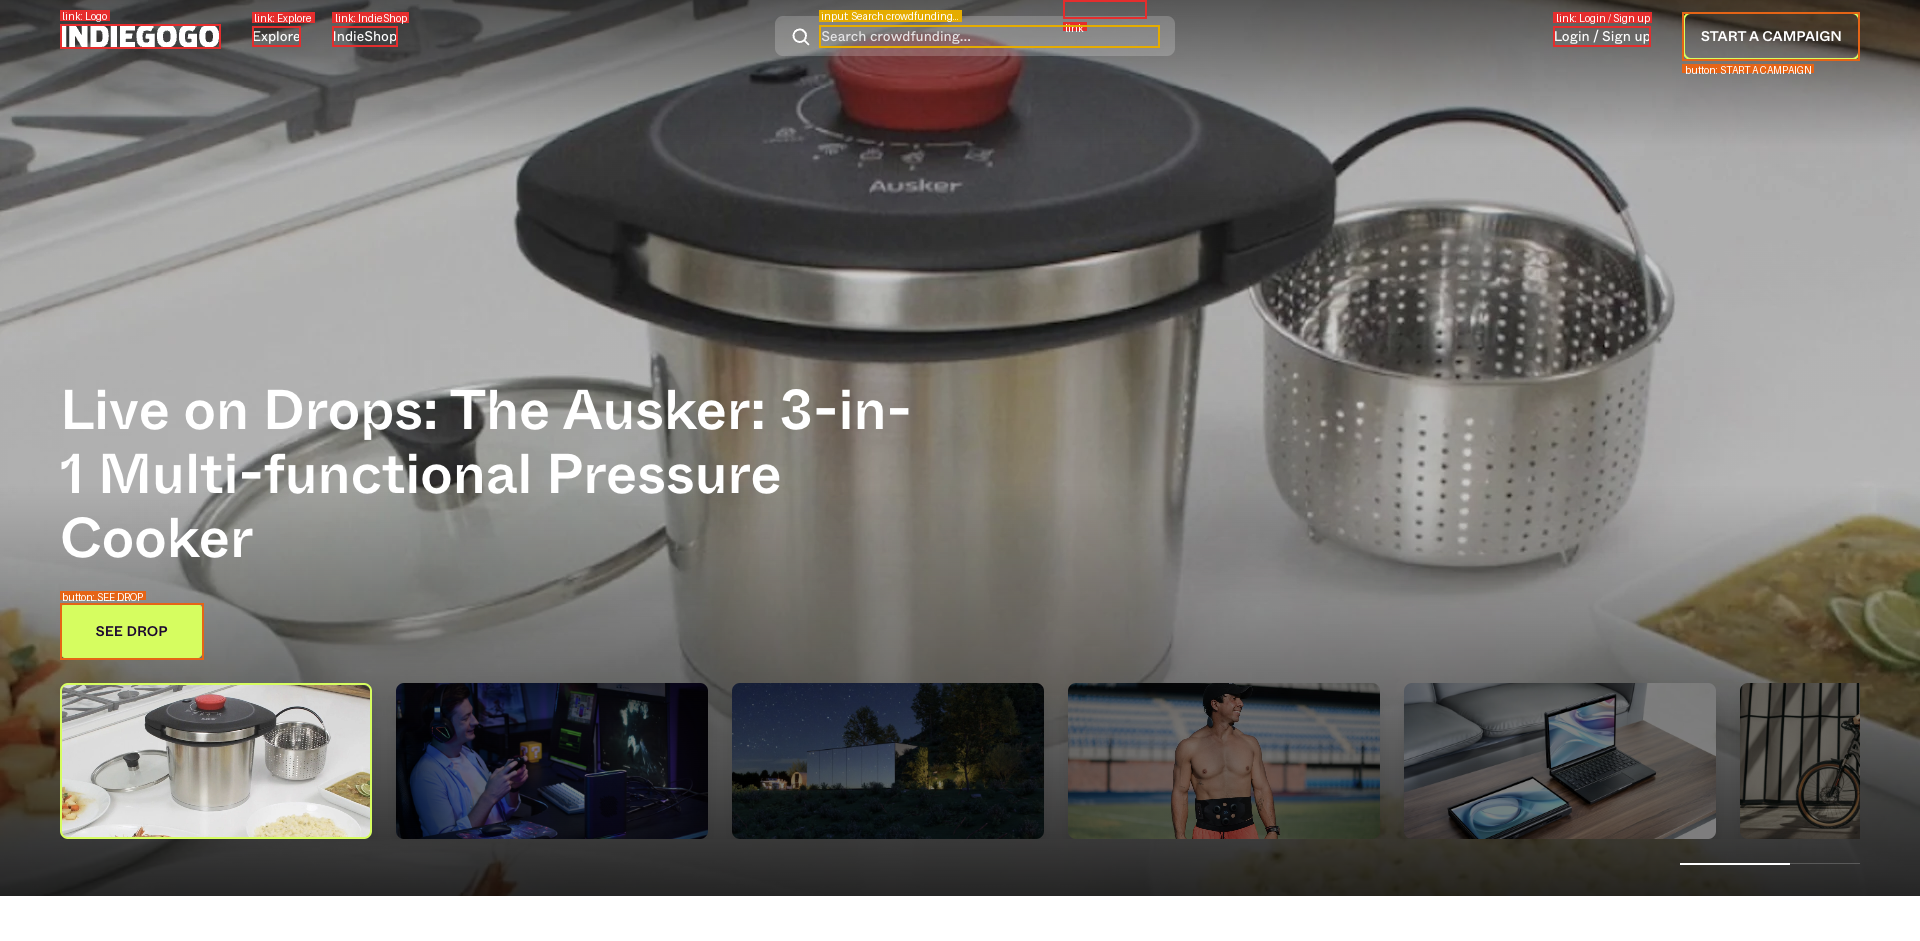 link: Logo
INDIEGOGO
link: Explore
Explore
link: IndieShop
IndieShop
Input Search crowdfunding...
Search crowdfunding...
link
link: Login / Sign up
Login / Sign up
START A CAMPAIGN
button: START A CAMPAIGN
Ausker
Live on Drops: The Ausker: 3-in-
1 Multi-functional Pressure
Cooker
button: SEE DROP
SEE DROP